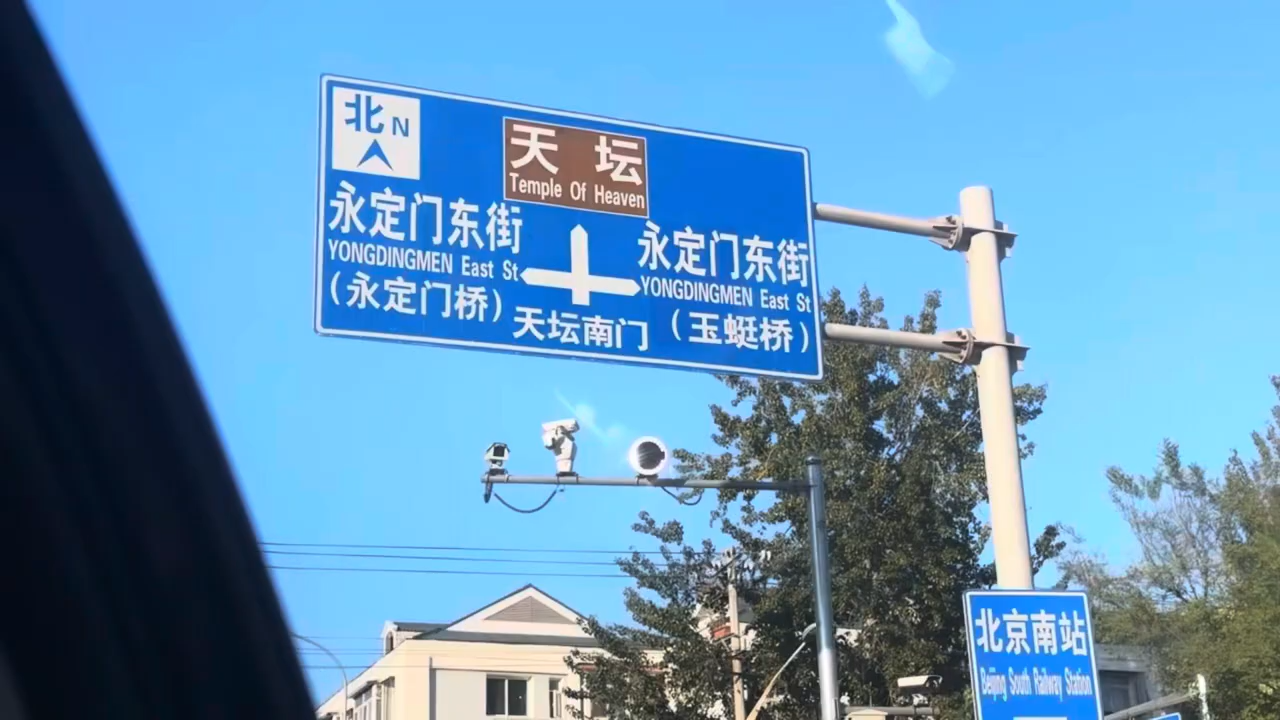 北 N
天坛
Temple Of Heaven
永定门东街
YONGDINGMEN East St
(永定门桥)
天坛南门
永定门东街
YONGDINGMEN East St
(玉蜓桥)
北京南站
Beijing South Railway Station